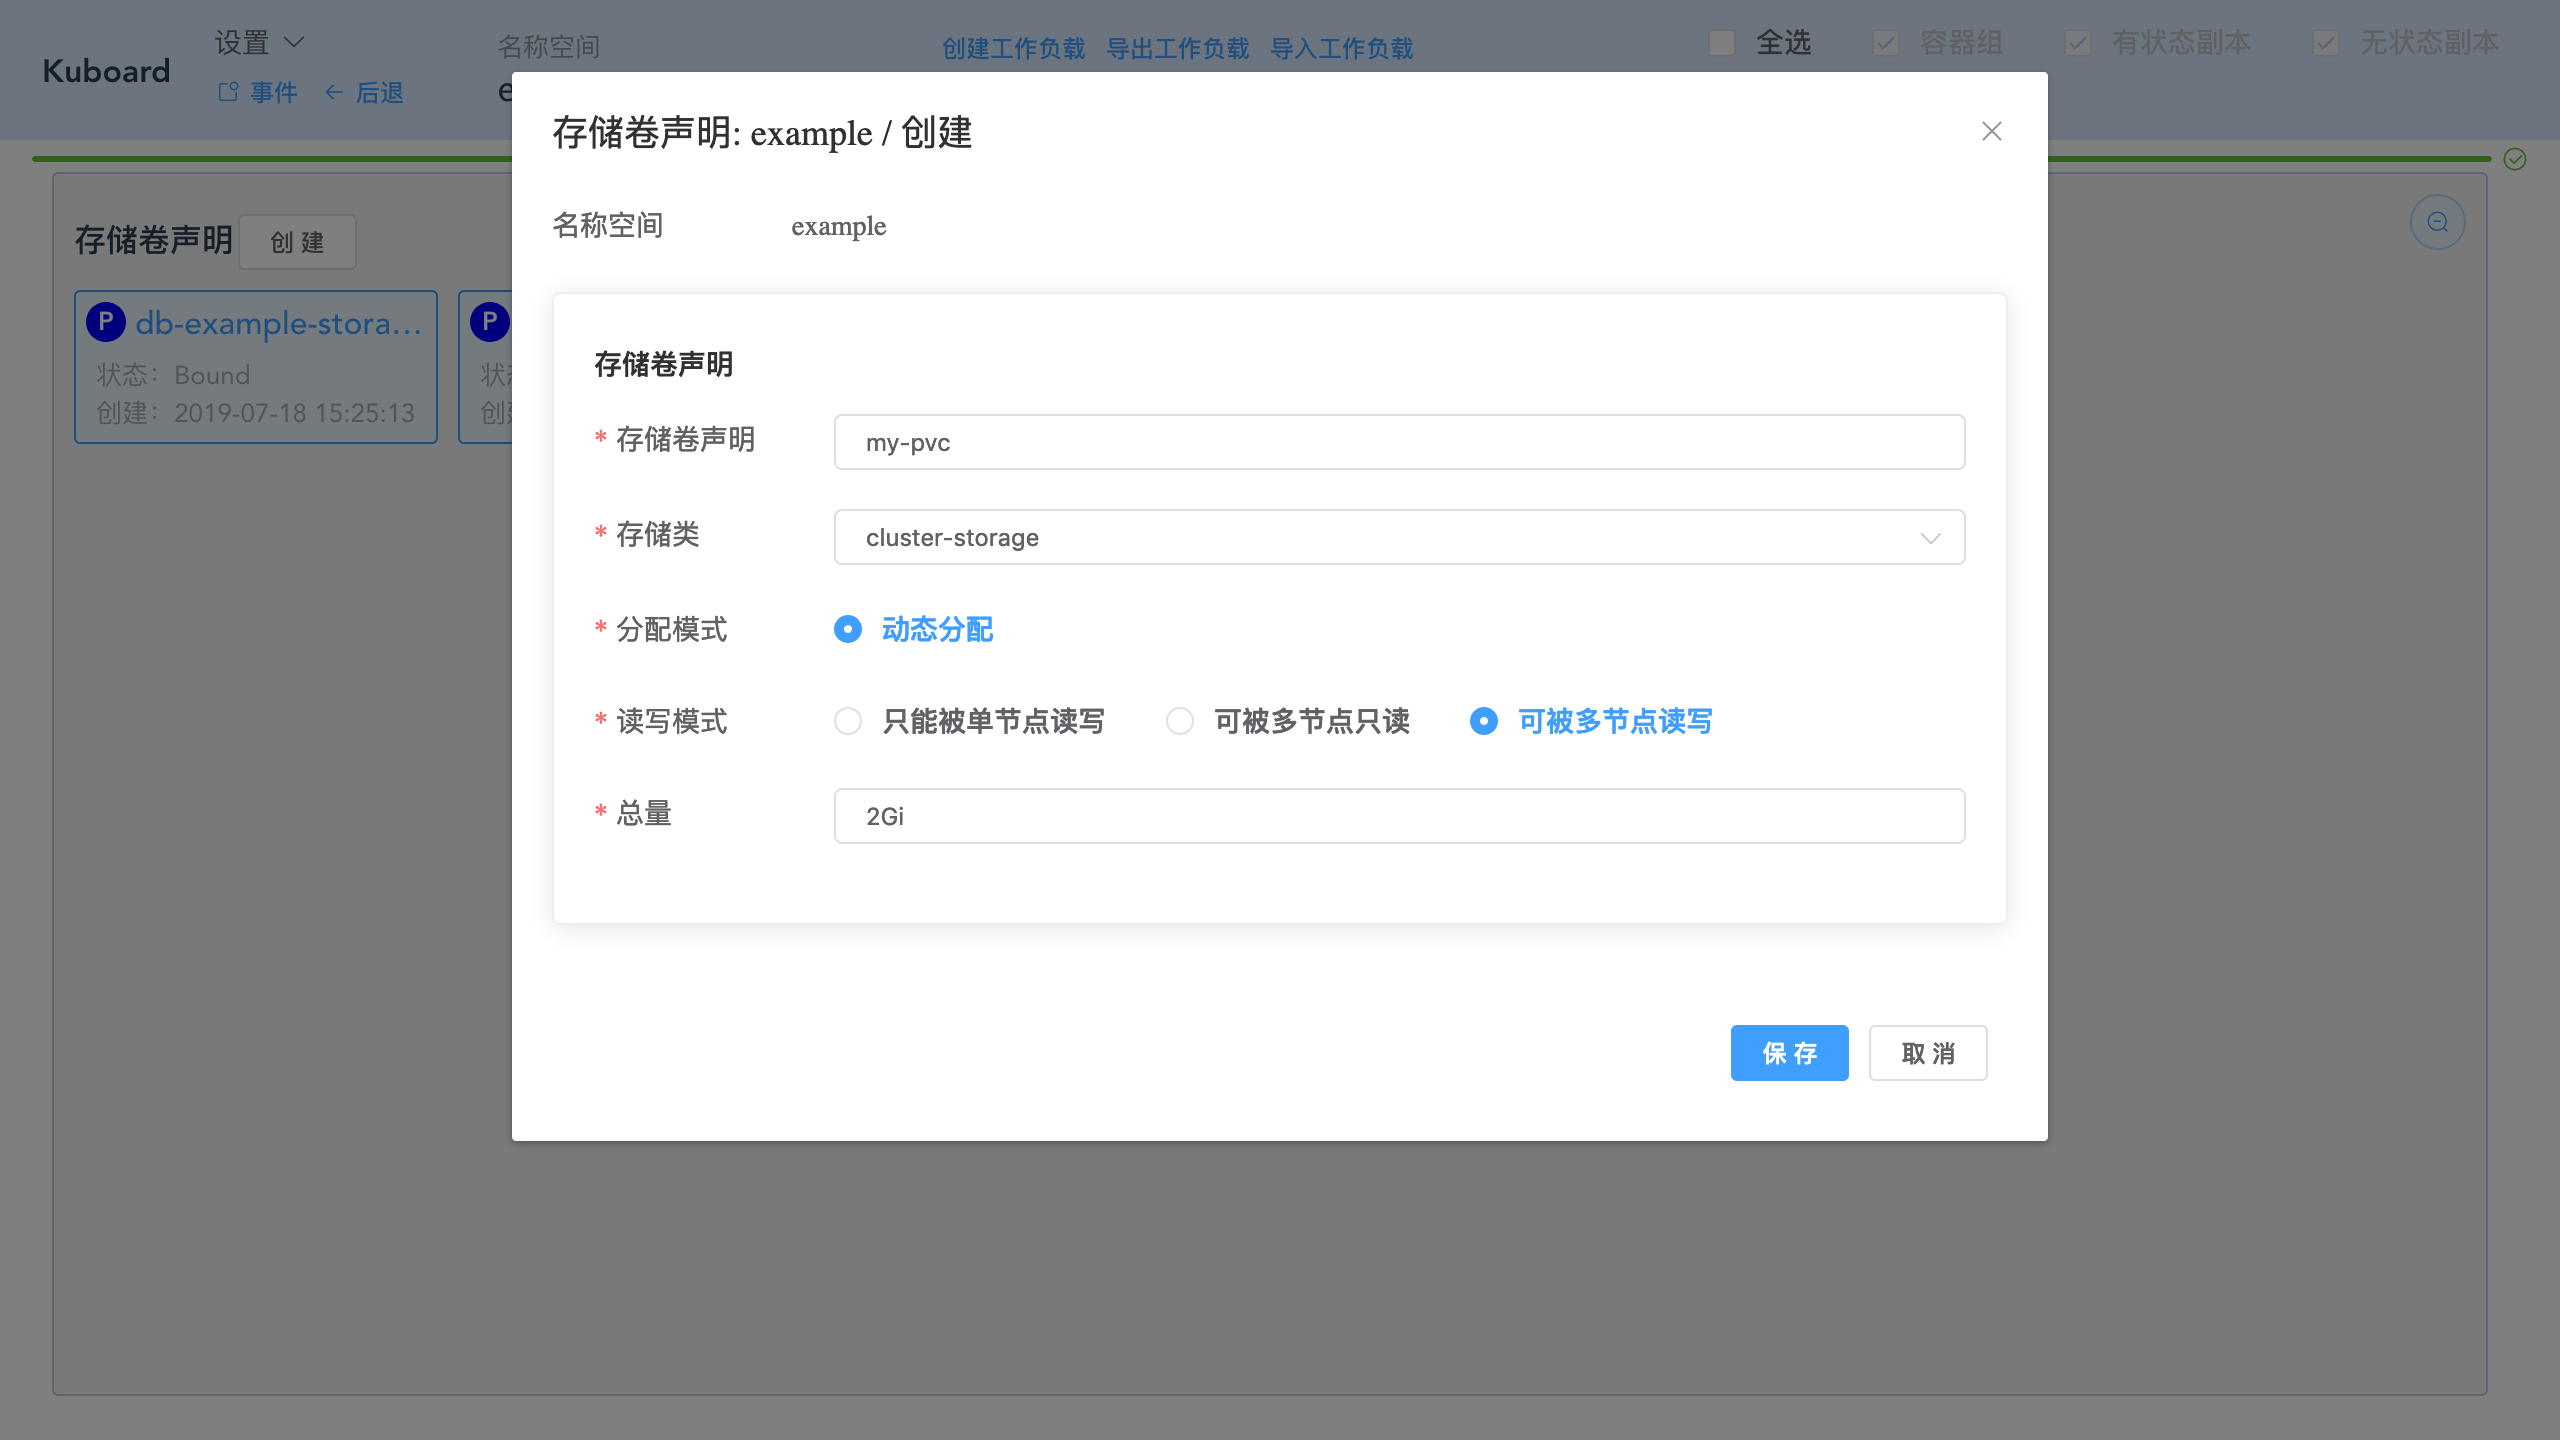 Kuboard
设置
事件 后退
名称空间
e
创建工作负载 导出工作负载 导入工作负载
全选 容器组 有状态副本 无状态副本
存储卷声明 创 建
P db-example-stora...
状态： Bound
创建： 2019-07-18 15:25:13
P
状
创
存储卷声明: example / 创建
名称空间 example
存储卷声明
* 存储卷声明 my-pvc
* 存储类 cluster-storage
* 分配模式 动态分配
* 读写模式 只能被单节点读写 可被多节点只读 可被多节点读写
* 总量 2Gi
保 存 取 消